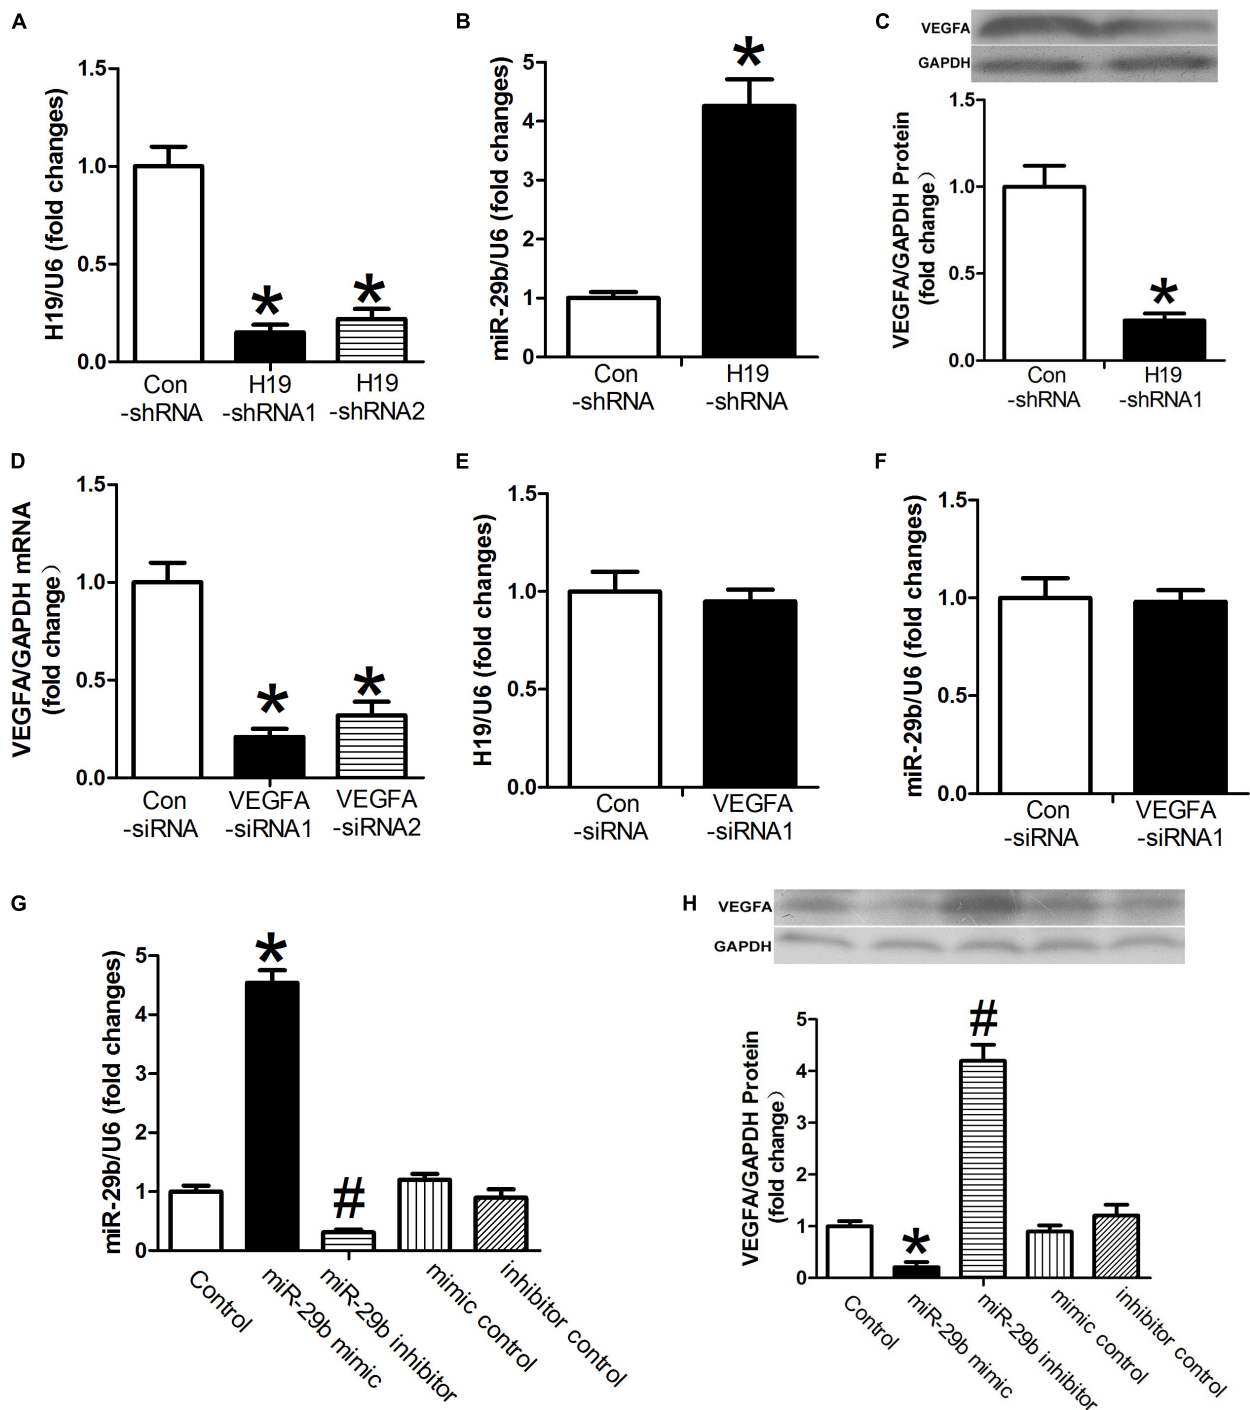 A
H19/U6 (fold changes)
1.5
1.0
0.5
0.0
*
*
Con
-shRNA
H19
-shRNA1
H19
-shRNA2
B
miR-29b/U6 (fold changes)
5
4
3
2
1
0
*
Con
-shRNA
H19
-shRNA
C
VEGFA
GAPDH
VEGFA/GAPDH Protein
(fold change）
1.5
1.0
0.5
0.0
*
Con
-shRNA
H19
-shRNA1
D
VEGFA/GAPDH mRNA
(fold change）
1.5
1.0
0.5
0.0
*
*
Con
-siRNA
VEGFA
-siRNA1
VEGFA
-siRNA2
E
H19/U6 (fold changes)
1.5
1.0
0.5
0.0
Con
-siRNA
VEGFA
-siRNA1
F
miR-29b/U6 (fold changes)
1.5
1.0
0.5
0.0
Con
-siRNA
VEGFA
-siRNA1
G
miR-29b/U6 (fold changes)
5
4
3
2
1
0
*
#
Control
miR-29b mimic
miR-29b inhibitor
mimic control
inhibitor control
H
VEGFA
GAPDH
VEGFA/GAPDH Protein
(fold change）
5
4
3
2
1
0
*
#
Control
miR-29b mimic
miR-29b inhibitor
mimic control
inhibitor control